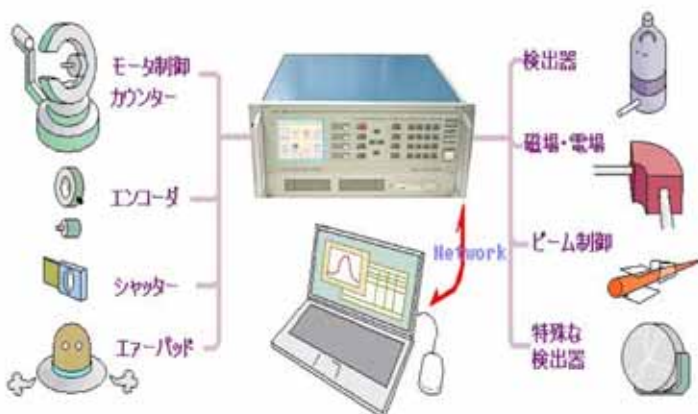 モータ制御
カウンター
エンコーダ
シャッター
エアーパッド
検出器
磁場・電場
ビーム制御
特殊な
検出器
Network